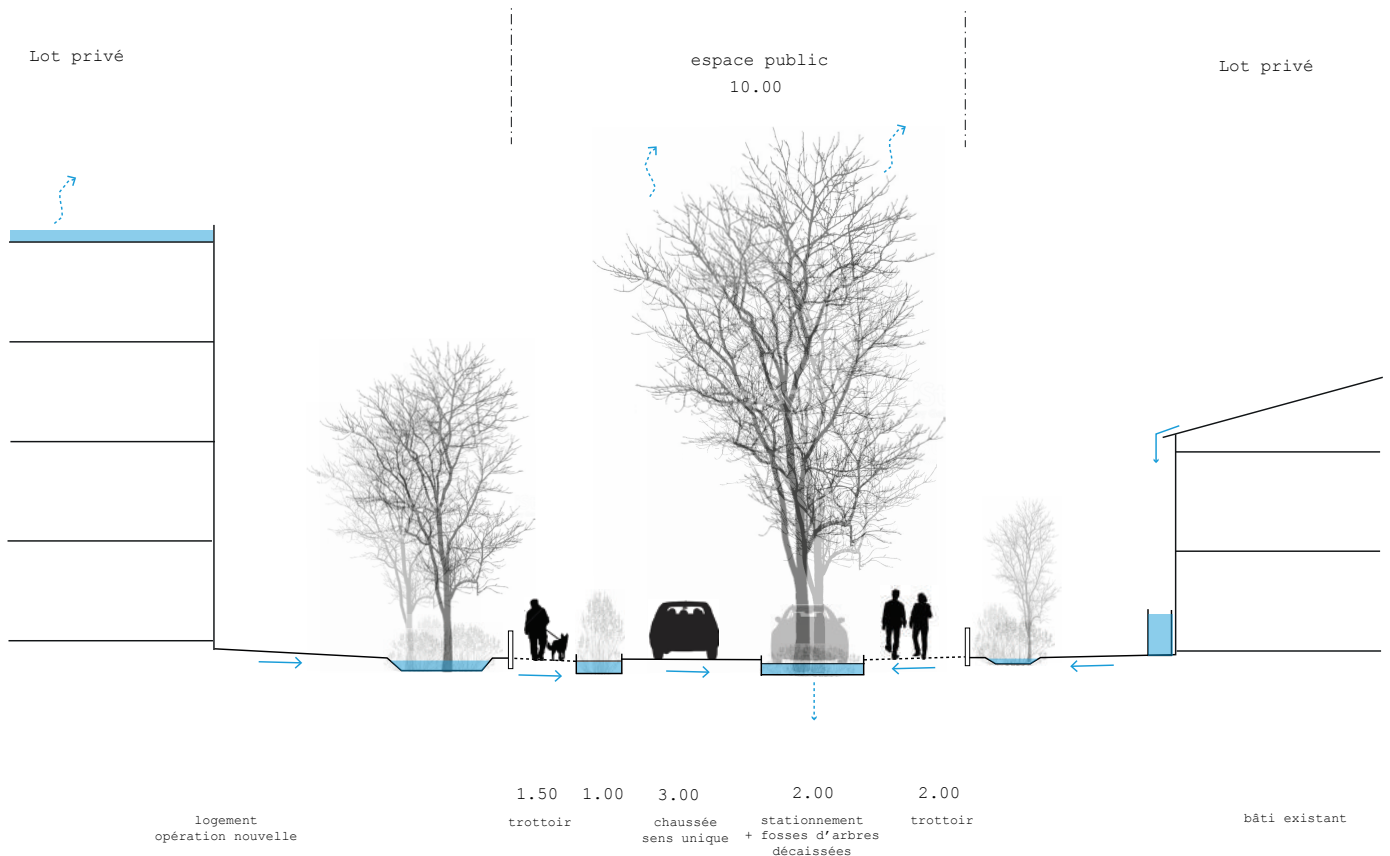 Lot privé
espace public
10.00
Lot privé
1.50
1.00
3.00
2.00
2.00
logement
opération nouvelle
trottoir
chaussée
sens unique
stationnement
+ fosses d'arbres
décaissées
trottoir
bâti existant